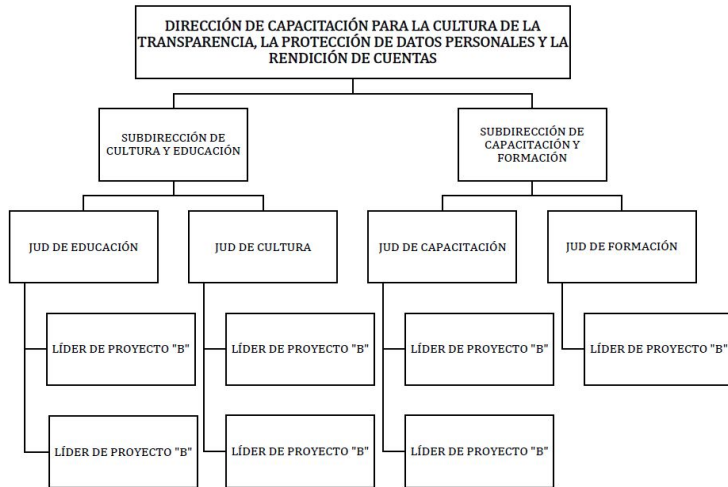 DIRECCIÓN DE CAPACITACIÓN PARA LA CULTURA DE LA
TRANSPARENCIA, LA PROTECCIÓN DE DATOS PERSONALES Y LA
RENDICIÓN DE CUENTAS
SUBDIRECCIÓN DE
CULTURA Y EDUCACIÓN
SUBDIRECCIÓN DE
CAPACITACIÓN Y
FORMACIÓN
JUD DE EDUCACIÓN
JUD DE CULTURA
JUD DE CAPACITACIÓN
JUD DE FORMACIÓN
LÍDER DE PROYECTO "B"
LÍDER DE PROYECTO "B"
LÍDER DE PROYECTO "B"
LÍDER DE PROYECTO "B"
LÍDER DE PROYECTO "B"
LÍDER DE PROYECTO "B"
LÍDER DE PROYECTO "B"